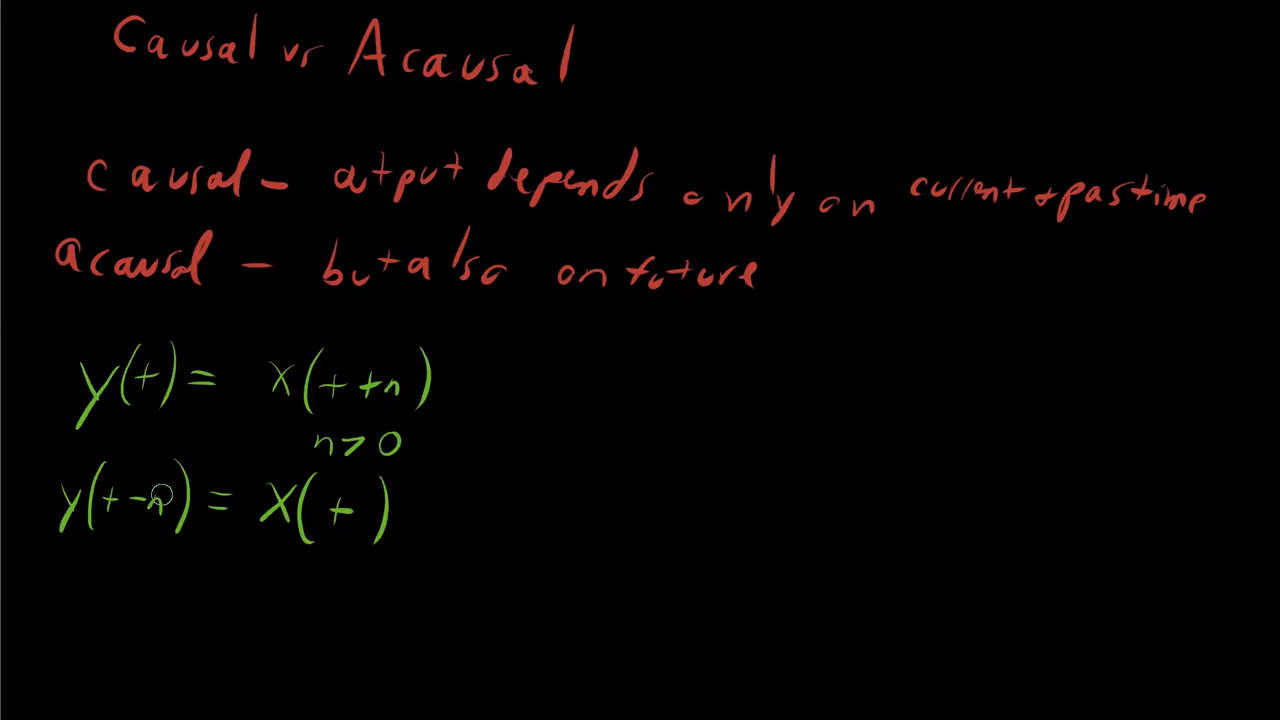 Causal vs Acausal
causal - output depends only on current + past time
acausal - but also on future
y(t) = x(t+n)
n > 0
y(t-n) = x(t)